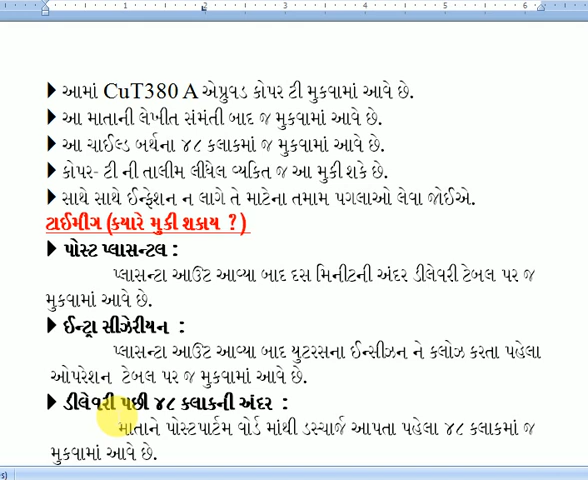 આમાં CuT380 A એપ્રુવડ કોપર ટી મુકવામાં આવે છે.
આ માતાની લેખીત સંમંતી બાદ જ મુકવામાં આવે છે.
આ ચાઈલ્ડ બર્થના ૪૮ કલાકમાં જ મુકવામાં આવે છે.
કોપર- ટી ની તાલીમ લીધેલ વ્યકિત જ આ મુકી શકે છે.
સાથે સાથે ઈન્ફેશન ન લાગે તે માટેના તમામ પગલાઓ લેવા જોઈએ.
ટાઈમીંગ (કયારે મુકી શકાય ?)
પોસ્ટ પ્લાસન્ટલ :
પ્લાસન્ટા આઉટ આવ્યા બાદ દસ મિનીટની અંદર ડીલેવરી ટેબલ પર જ
મુકવામાં આવે છે.
ઈન્ટ્રા સીઝેરીયન :
પ્લાસન્ટા આઉટ આવ્યા બાદ યુટરસના ઈન્સીઝન ને કલોઝ કરતા પહેલા
ઓપરેશન ટેબલ પર જ મુકવામાં આવે છે.
ડીલેવરી પછી ૪૮ કલાકની અંદર :
માતાને પોસ્ટપાર્ટમ વોર્ડ માંથી ડસ્ચાર્જ આપતા પહેલા ૪૮ કલાકમાં જ
મુકવામાં આવે છે.